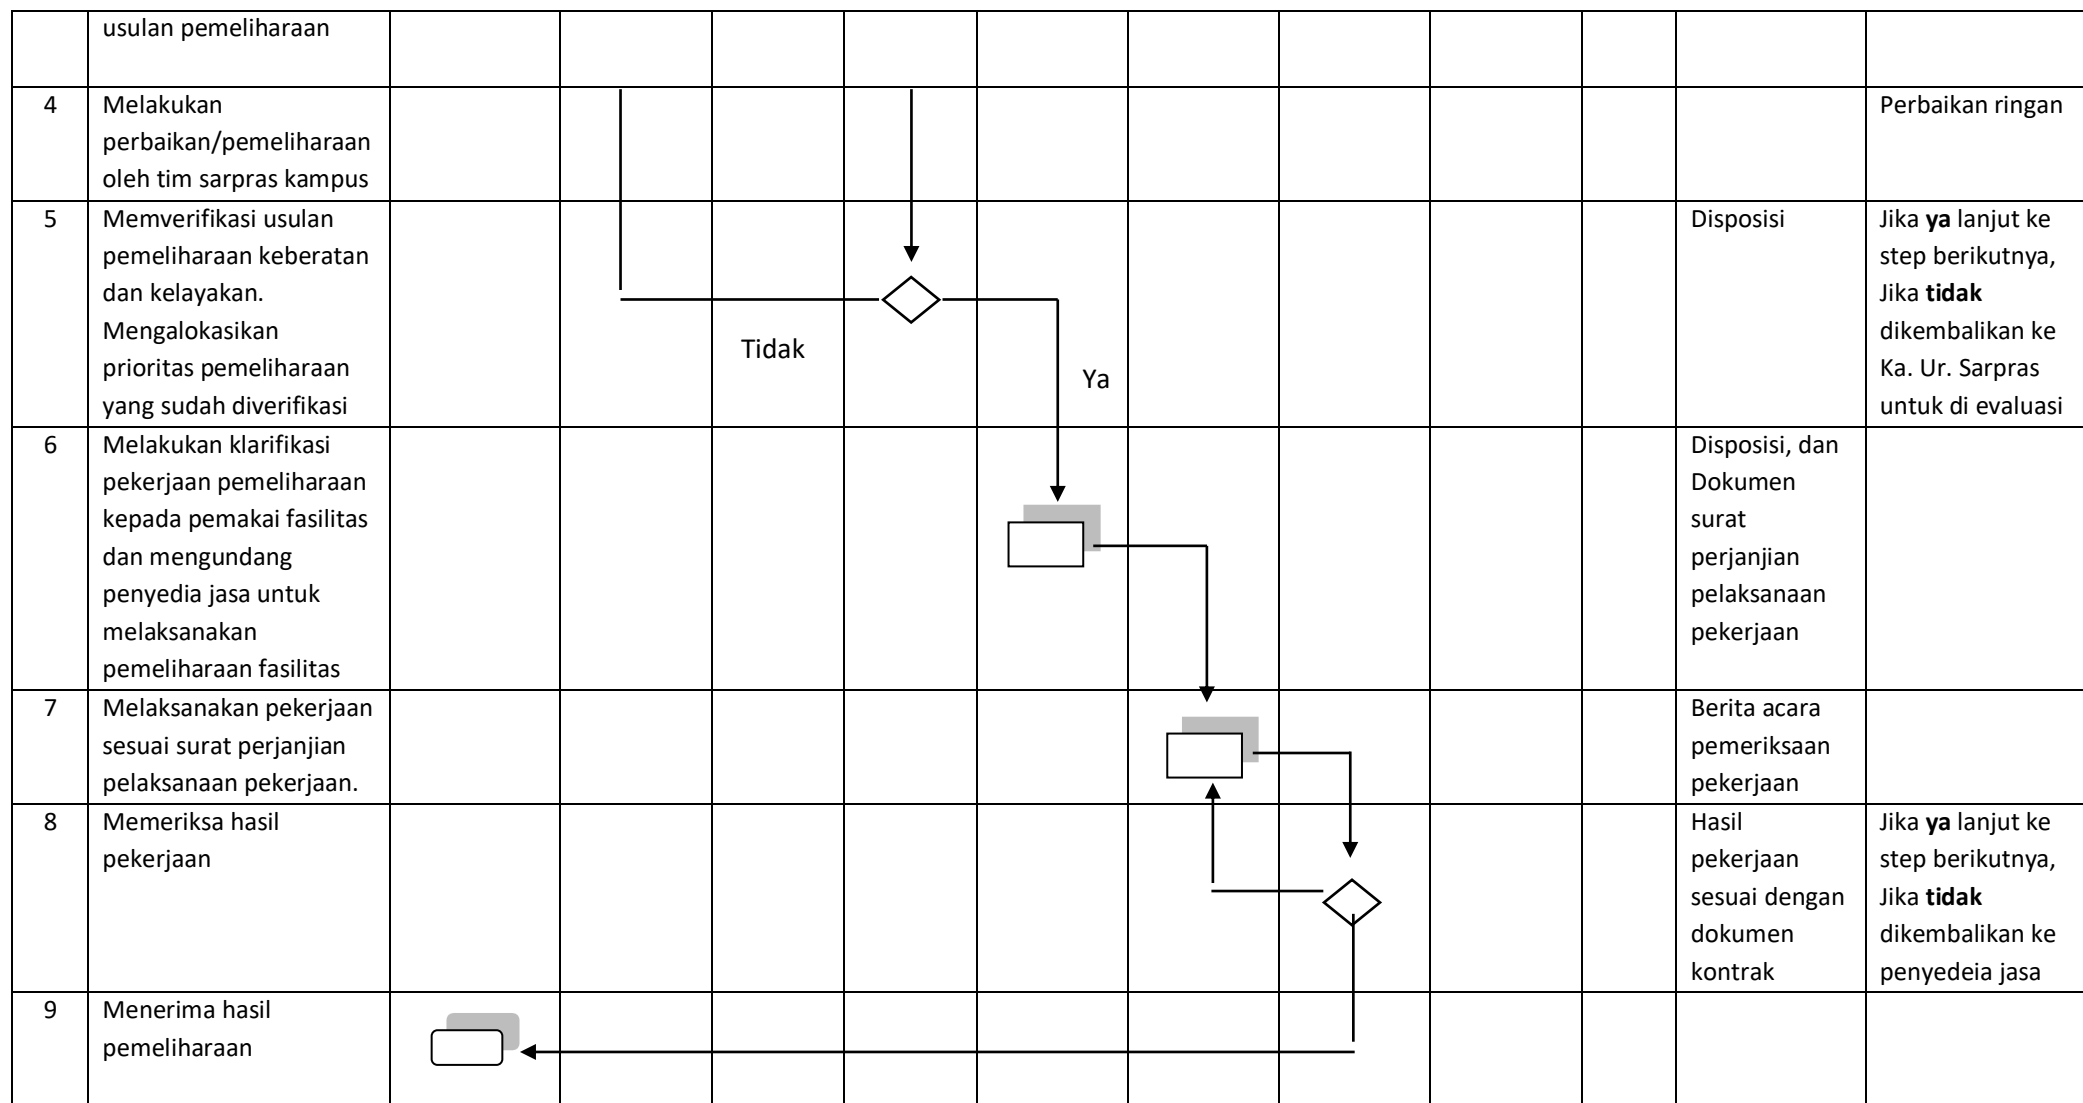 usulan pemeliharaan
4
Melakukan
perbaikan/pemeliharaan
oleh tim sarpras kampus
Perbaikan ringan
5
Memverifikasi usulan
pemeliharaan keberatan
dan kelayakan.
Mengalokasikan
prioritas pemeliharaan
yang sudah diverifikasi
Tidak
Ya
Disposisi
Jika ya lanjut ke
step berikutnya,
Jika tidak
dikembalikan ke
Ka. Ur. Sarpras
untuk di evaluasi
6
Melakukan klarifikasi
pekerjaan pemeliharaan
kepada pemakai fasilitas
dan mengundang
penyedia jasa untuk
melaksanakan
pemeliharaan fasilitas
Disposisi, dan
Dokumen
surat
perjanjian
pelaksanaan
pekerjaan
7
Melaksanakan pekerjaan
sesuai surat perjanjian
pelaksanaan pekerjaan.
Berita acara
pemeriksaan
pekerjaan
8
Memeriksa hasil
pekerjaan
Hasil
pekerjaan
sesuai dengan
dokumen
kontrak
Jika ya lanjut ke
step berikutnya,
Jika tidak
dikembalikan ke
penyedeia jasa
9
Menerima hasil
pemeliharaan